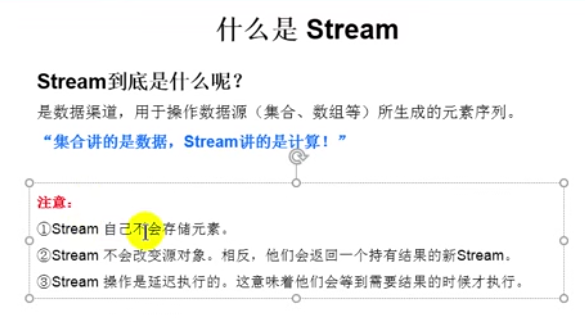 什么是 Stream
Stream到底是什么呢？
是数据渠道，用于操作数据源（集合、数组等）所生成的元素序列。
“集合讲的是数据，Stream讲的是计算！”
注意：
①Stream 自己不会存储元素。
②Stream 不会改变源对象。相反，他们会返回一个持有结果的新Stream。
③Stream 操作是延迟执行的。这意味着他们会等到需要结果的时候才执行。